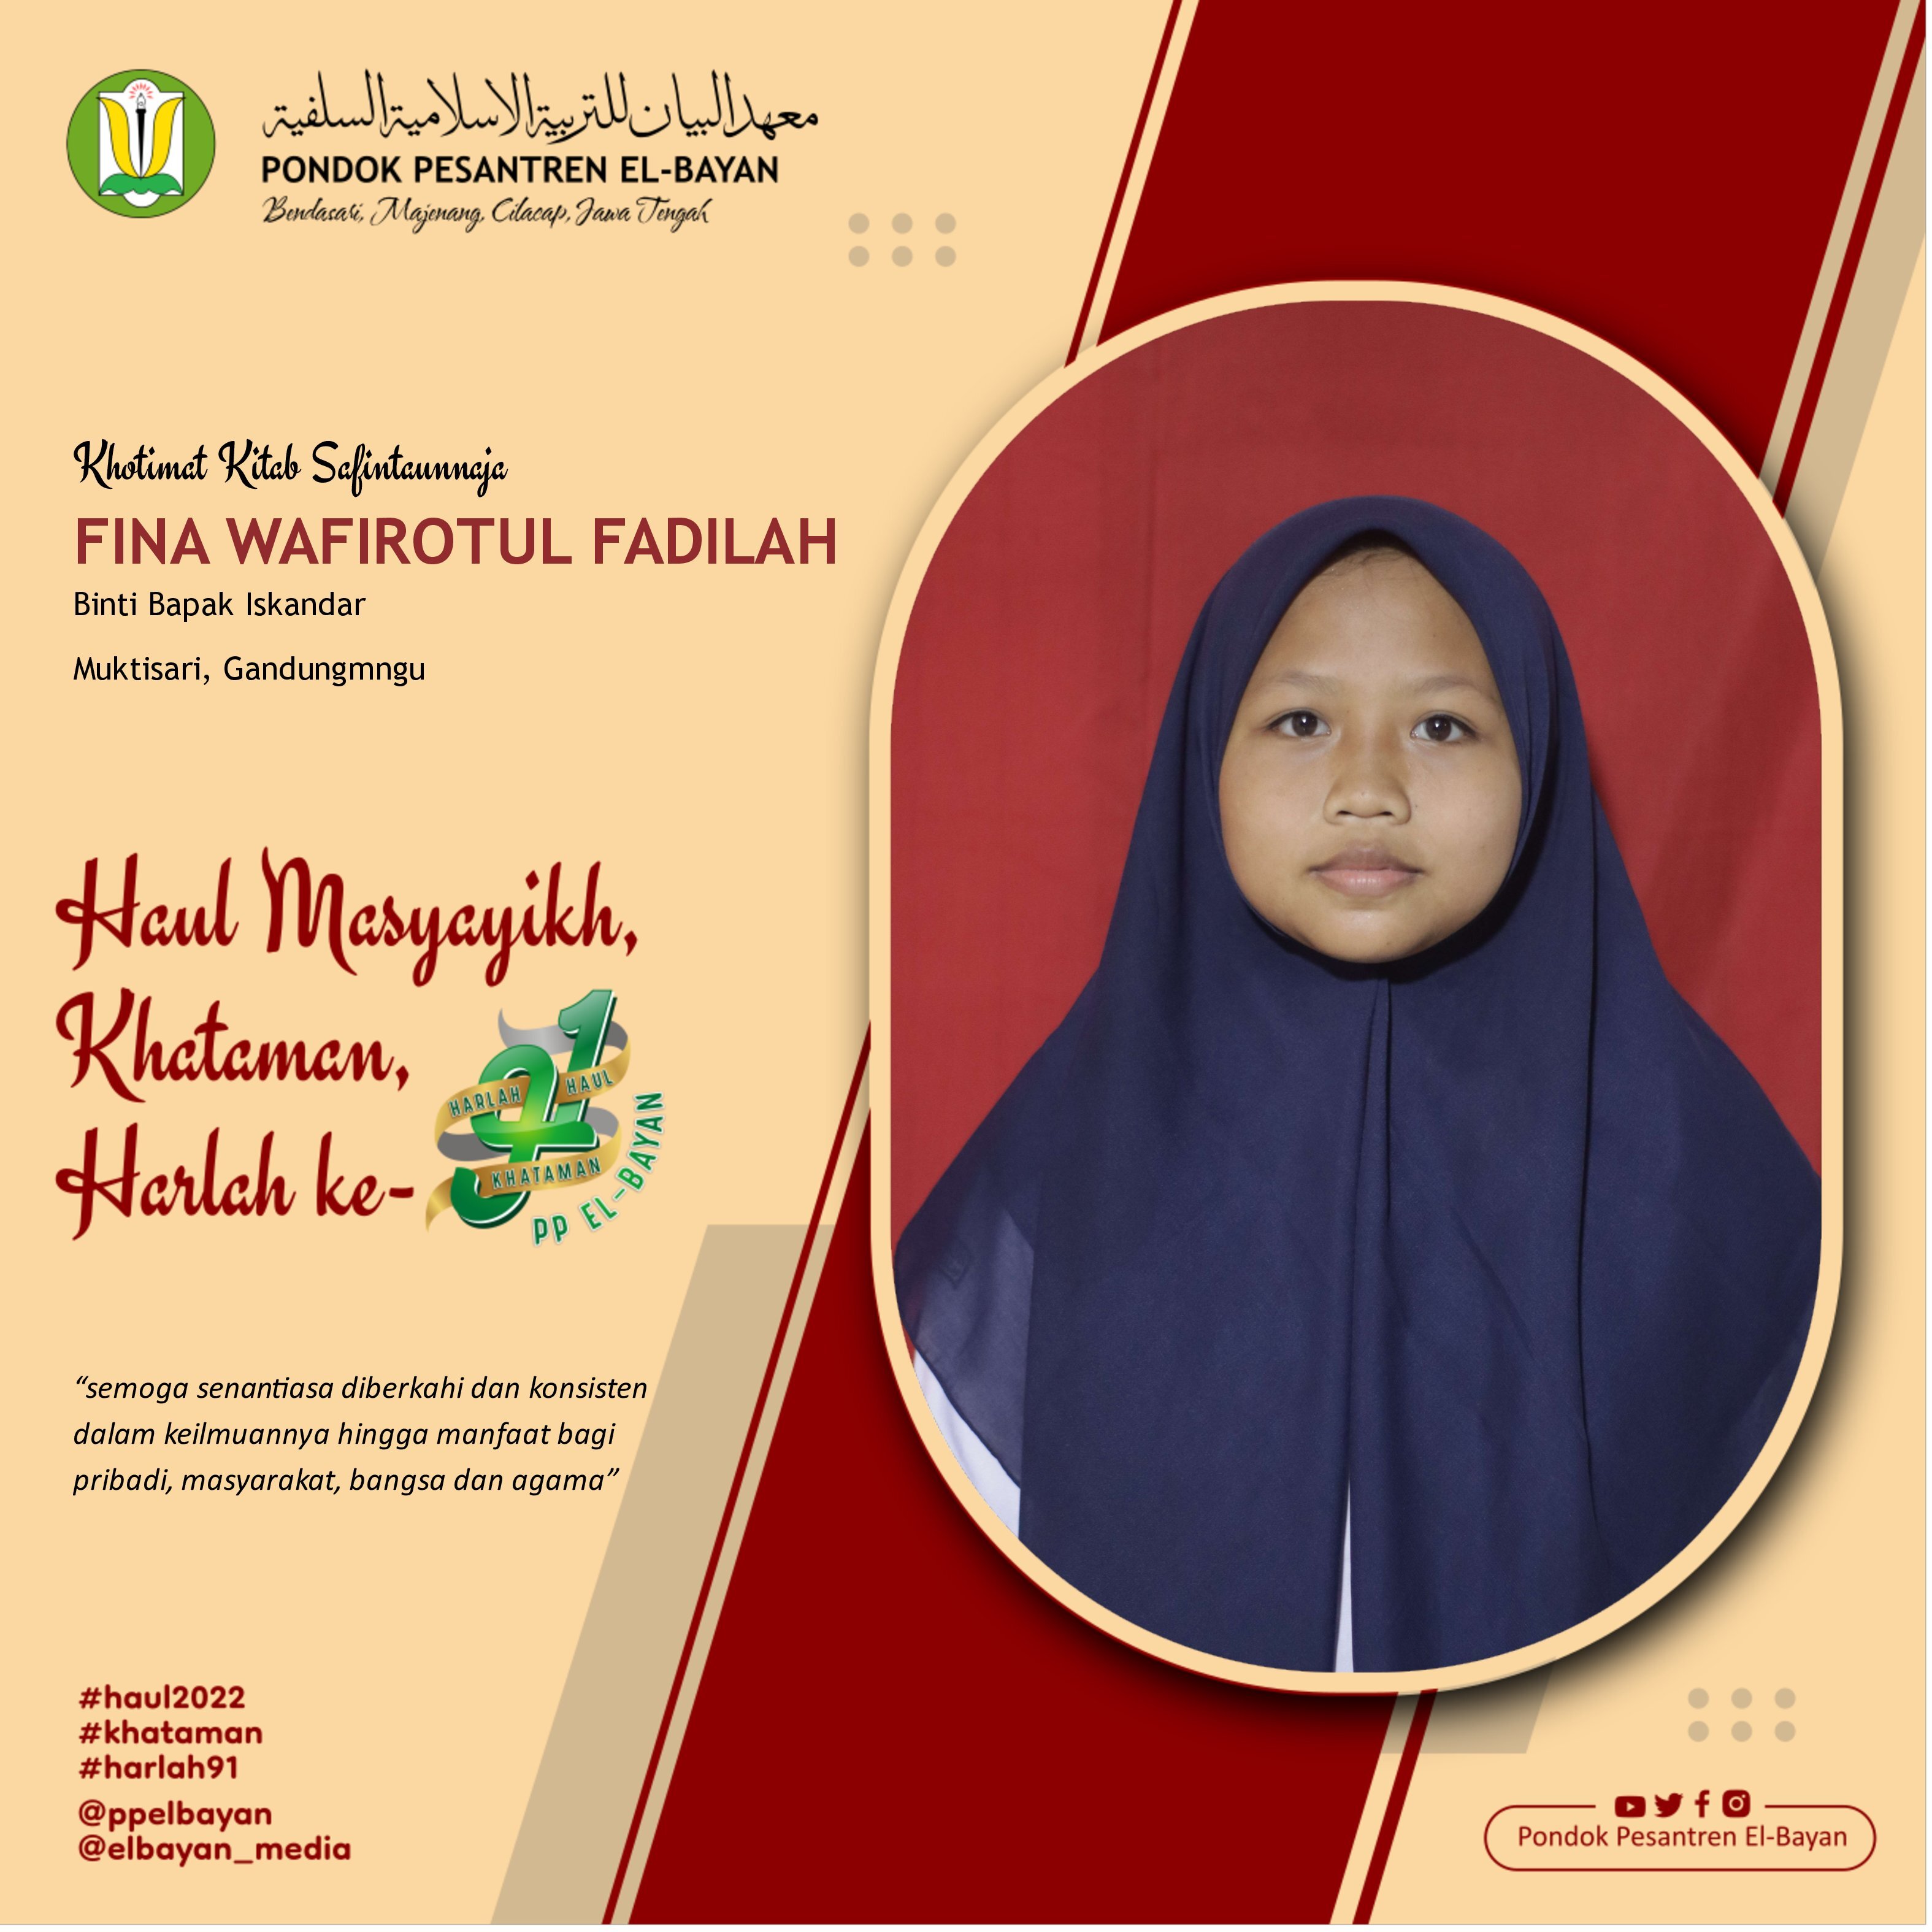 معهد البيان للتربية الاسلامية السلفية
PONDOK PESANTREN EL-BAYAN
Bendasari, Majenang, Cilacap, Jawa Tengah
Khotimat Kitab Safintaunnaja
FINA WAFIROTUL FADILAH
Binti Bapak Iskandar
Muktisari, Gandungmngu
Haul Masyayikh,
Khataman,
Harlah ke-
91
HARLAH HAUL
KHATAMAN
PP EL-BAYAN
“semoga senantiasa diberkahi dan konsisten
dalam keilmuannya hingga manfaat bagi
pribadi, masyarakat, bangsa dan agama”
#haul2022
#khataman
#harlah91
@ppelbayan
@elbayan_media
Pondok Pesantren El-Bayan